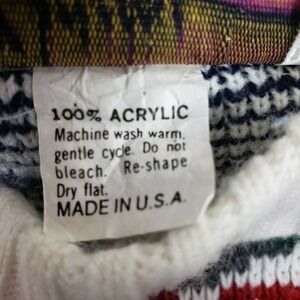 100% ACRYLIC
Machine wash warm,
gentle cycle. Do not
bleach. Re-shape
Dry flat.
MADE IN U.S.A.